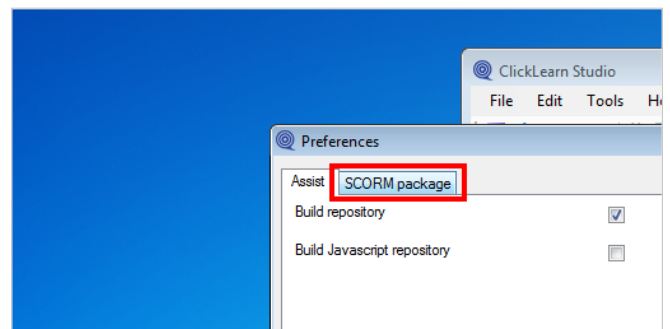 ClickLearn Studio
File Edit Tools
Preferences
Assist SCORM package
Build repository
Build Javascript repository